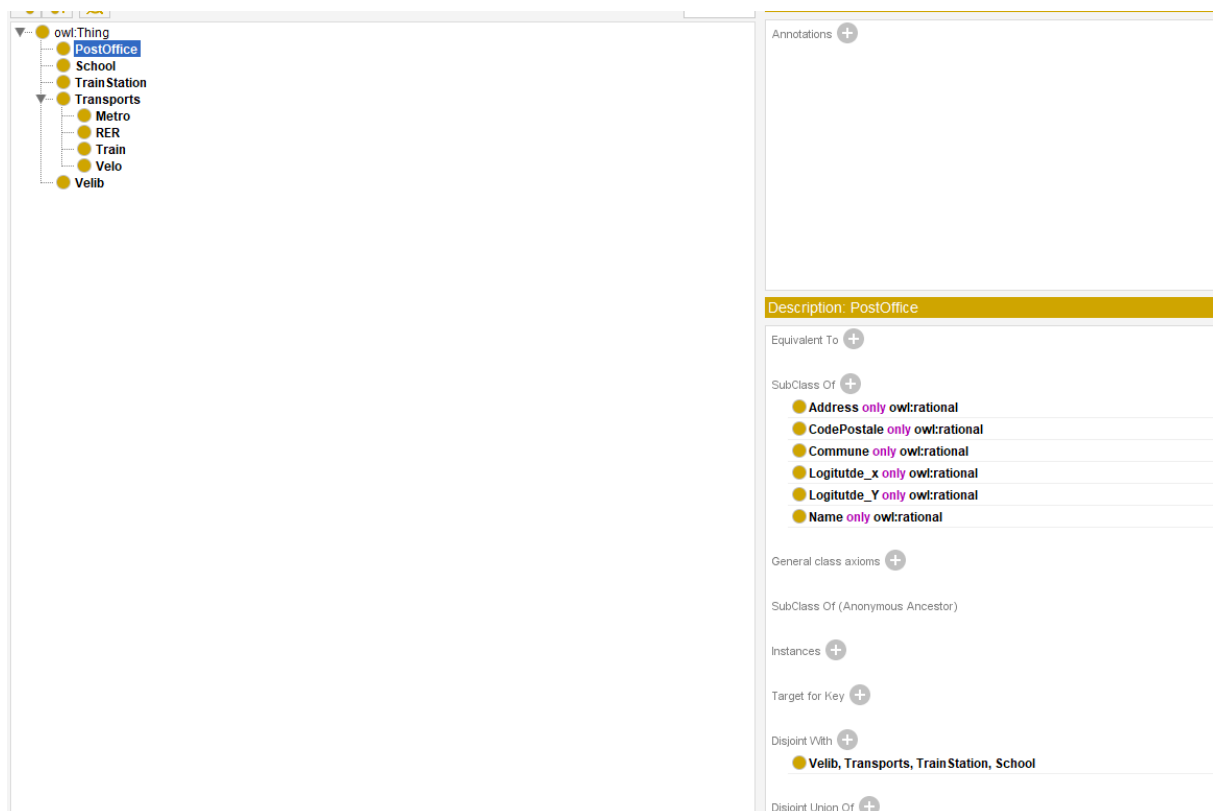 owl:Thing
PostOffice
School
TrainStation
Transports
Metro
RER
Train
Velo
Velib
Annotations
Description: PostOffice
Equivalent To
SubClass Of
Address only owl:rational
CodePostale only owl:rational
Commune only owl:rational
Logitutde_x only owl:rational
Logitutde_Y only owl:rational
Name only owl:rational
General class axioms
SubClass Of (Anonymous Ancestor)
Instances
Target for Key
Disjoint With
Velib, Transports, TrainStation, School
Disjoint Union Of